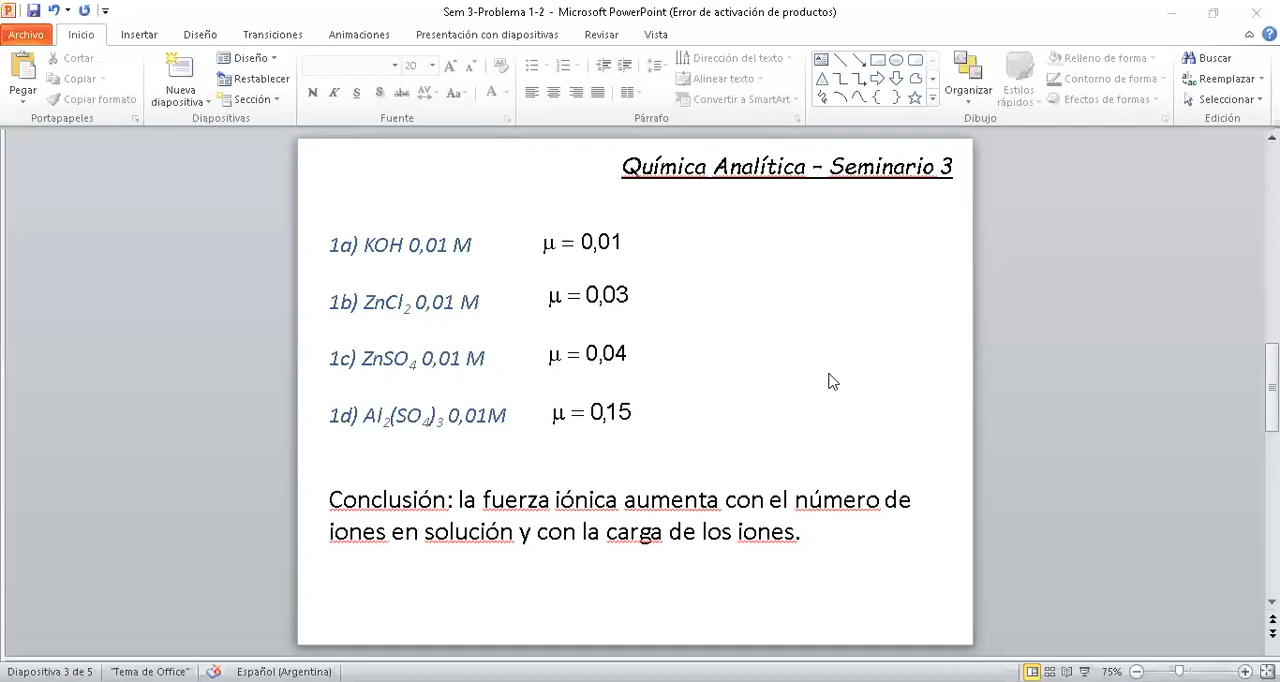 Sem 3-Problema 1-2 - Microsoft PowerPoint (Error de activación de productos)
Archivo Inicio Insertar Diseño Transiciones Animaciones Presentación con diapositivas Revisar Vista
Pegar
Cortar
Copiar
Copiar formato
Portapapeles
Nueva diapositiva
Diseño
Restablecer
Sección
Diapositivas
20
N K S S abc AV Aa A
Fuente
Párrafo
Dirección del texto
Alinear texto
Convertir a SmartArt
Organizar
Estilos rápidos
Relleno de forma
Contorno de forma
Efectos de formas
Dibujo
Buscar
Reemplazar
Seleccionar
Edición
Química Analítica – Seminario 3
1a) KOH 0,01 M μ = 0,01
1b) ZnCl2 0,01 M μ = 0,03
1c) ZnSO4 0,01 M μ = 0,04
1d) Al2(SO4)3 0,01M μ = 0,15
Conclusión: la fuerza iónica aumenta con el número de
iones en solución y con la carga de los iones.
Diapositiva 3 de 5 "Tema de Office" Español (Argentina) 75%